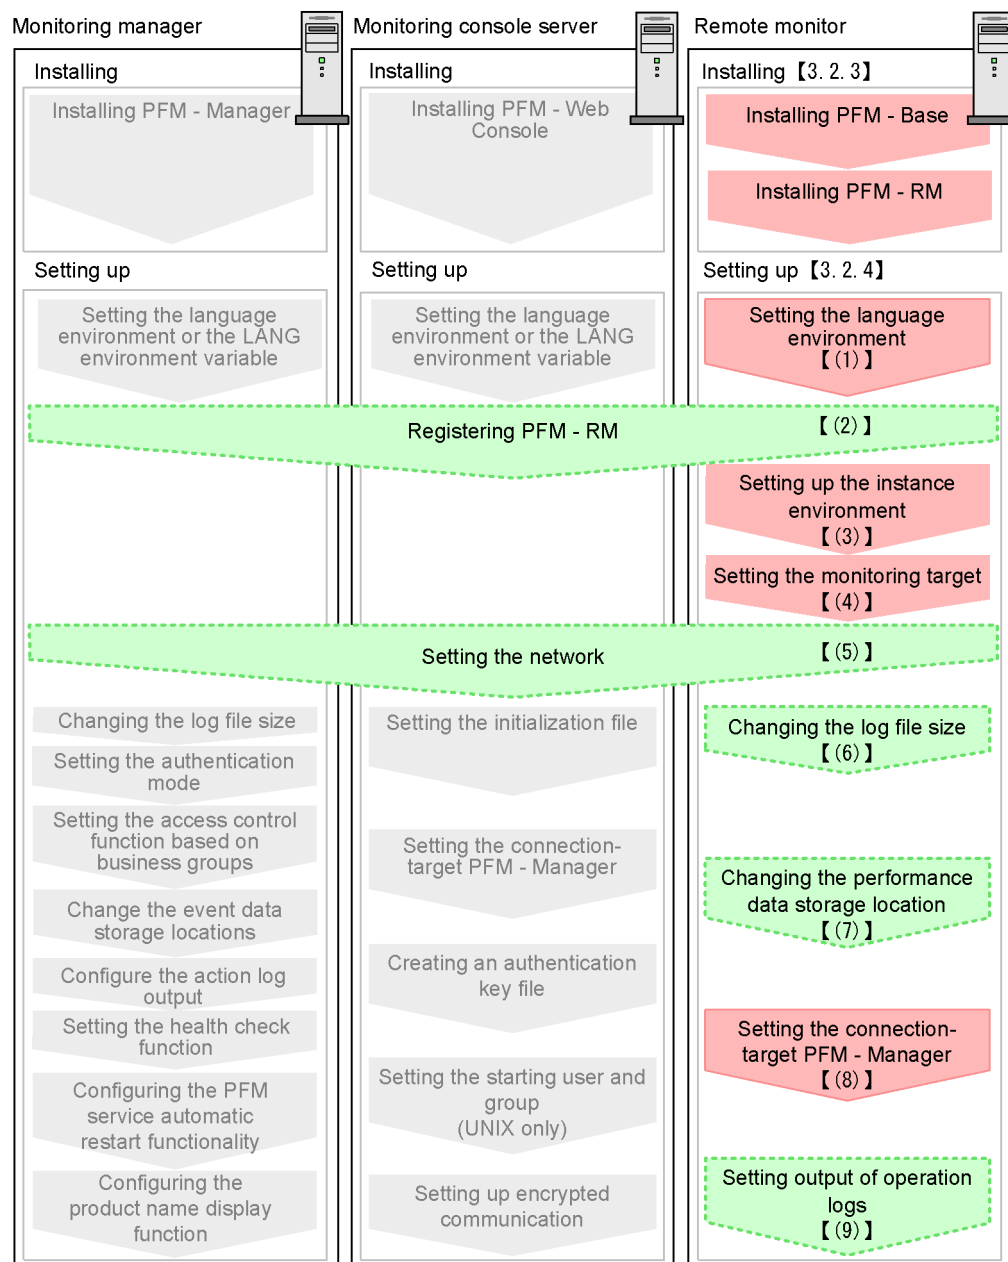 Monitoring manager
Installing
Installing PFM - Manager
Setting up
Setting the language
environment or the LANG
environment variable
Monitoring console server
Installing
Installing PFM - Web
Console
Setting up
Setting the language
environment or the LANG
environment variable
Remote monitor
Installing【3.2.3】
Installing PFM - Base
Installing PFM - RM
Setting up【3.2.4】
Setting the language
environment
【(1)】
Registering PFM - RM
【(2)】
Setting up the instance
environment
【(3)】
Setting the monitoring target
【(4)】
Setting the network
【(5)】
Changing the log file size
Setting the authentication
mode
Setting the access control
function based on
business groups
Change the event data
storage locations
Configure the action log
output
Setting the health check
function
Configuring the PFM
service automatic
restart functionality
Configuring the
product name display
function
Setting the initialization file
Setting the connection-
target PFM - Manager
Creating an authentication
key file
Setting the starting user and
group
(UNIX only)
Setting up encrypted
communication
Changing the log file size
【(6)】
Changing the performance
data storage location
【(7)】
Setting the connection-
target PFM - Manager
【(8)】
Setting output of operation
logs
【(9)】